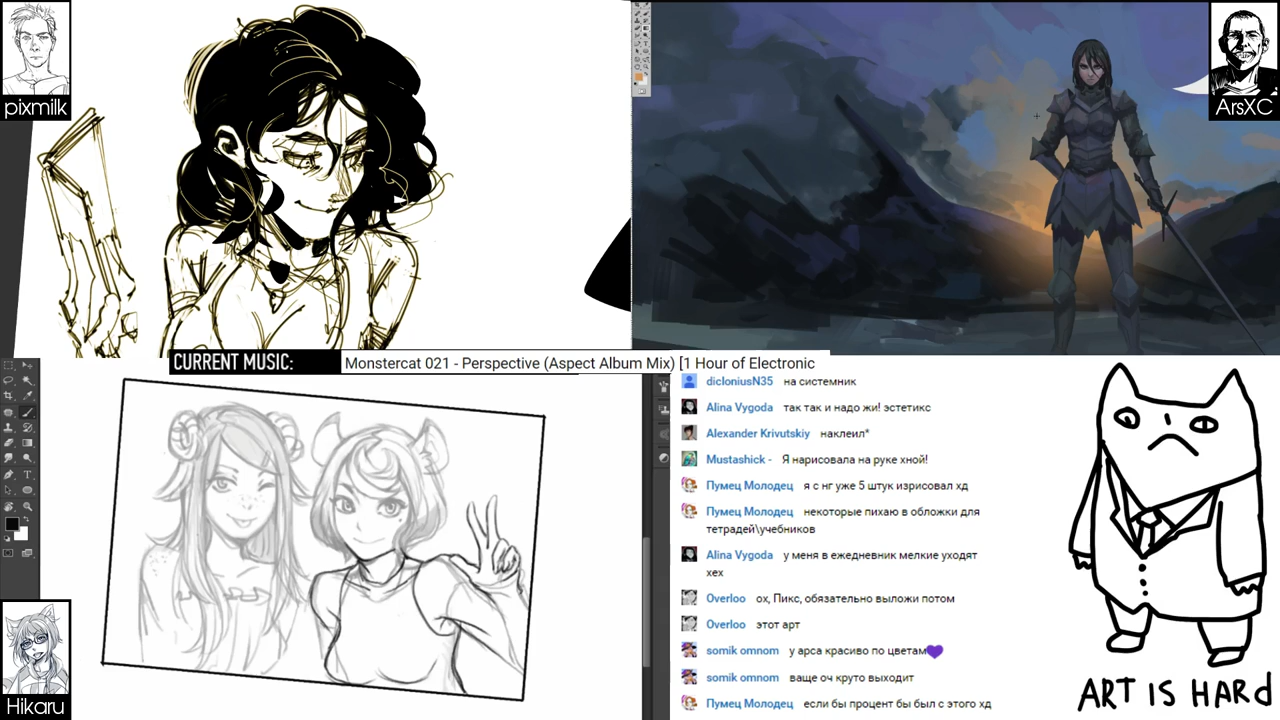 pixmilk
ArsXC
CURRENT MUSIC: Monstercat 021 - Perspective (Aspect Album Mix) [1 Hour of Electronic
dicloniusN35 на системник
Alina Vygoda так так и надо жи! эстетикс
Alexander Krivutskiy наклеил*
Mustashick - Я нарисовала на руке хной!
Пумец Молодец я с нг уже 5 штук изрисовал хд
Пумец Молодец некоторые пихаю в обложки для
тетрадей\учебников
Alina Vygoda у меня в ежедневник мелкие уходят
хех
Overloo ох, Пикс, обязательно выложи потом
Overloo этот арт
somik omnom у арса красиво по цветам💜
somik omnom ваще оч круто выходит
Пумец Молодец если бы процент бы был с этого хд
Hikaru
ART IS HARd